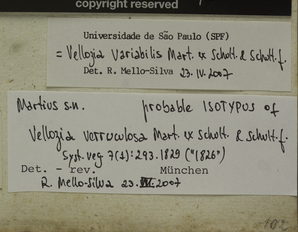 copyright reserved
Universidade de São Paulo (SPF)
= Vellozia variabilis Mart. ex Schult. & Schult. f.
Det. R. Mello-Silva 23.IV.2007
Martius s.n. probable ISOTYPUS of
Vellozia verruculosa Mart. ex Schult. & Schult. f.
Syst. veg. 7(1): 293. 1829 ("1826")
Det. - rev. München
R. Mello-Silva 23.IV.2007
102